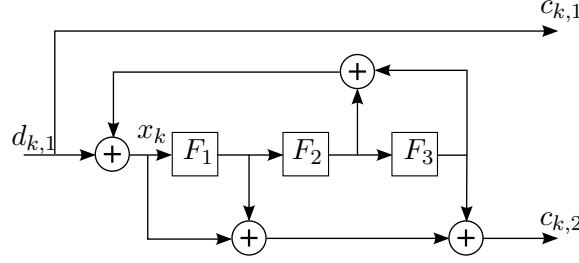 c_{k,1}
d_{k,1}
x_k
F_1
F_2
F_3
+
+
+
+
c_{k,2}